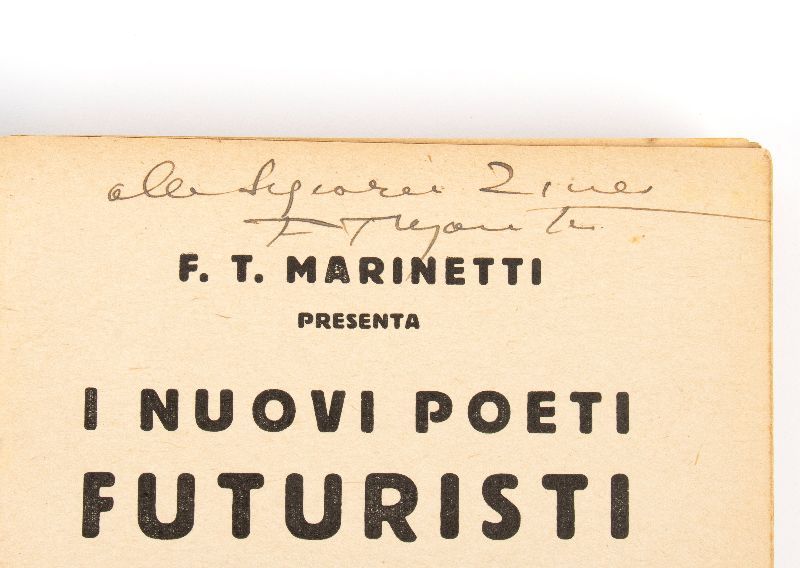 alla Signora
F. T. MARINETTI
PRESENTA
I NUOVI POETI
FUTURISTI